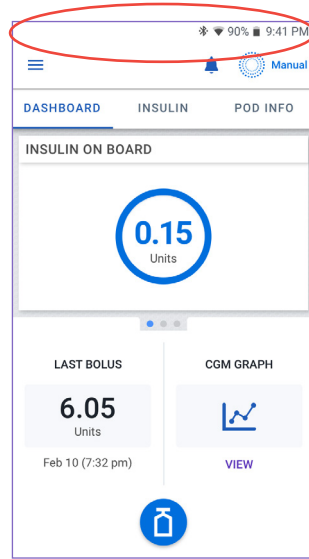 90% 9:41 PM
Manual
DASHBOARD INSULIN POD INFO
INSULIN ON BOARD
0.15
Units
LAST BOLUS
6.05
Units
Feb 10 (7:32 pm)
CGM GRAPH
VIEW